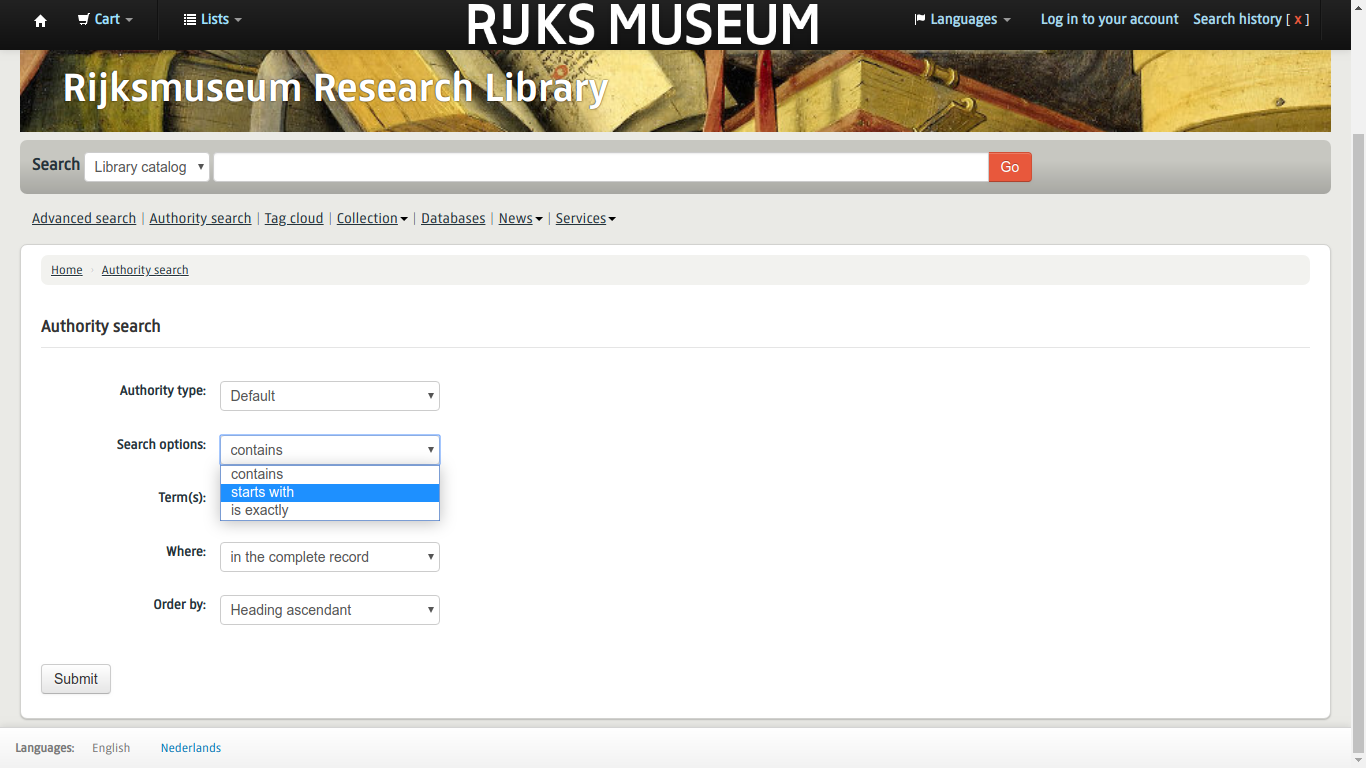 Cart Lists RIJKS MUSEUM Languages Log in to your account Search history [ x ]
Rijksmuseum Research Library
Search Library catalog Go
Advanced search | Authority search | Tag cloud | Collection | Databases | News | Services
Home Authority search
Authority search
Authority type: Default
Search options: contains
contains
starts with
Term(s):
is exactly
Where: in the complete record
Order by: Heading ascendant
Submit
Languages: English Nederlands